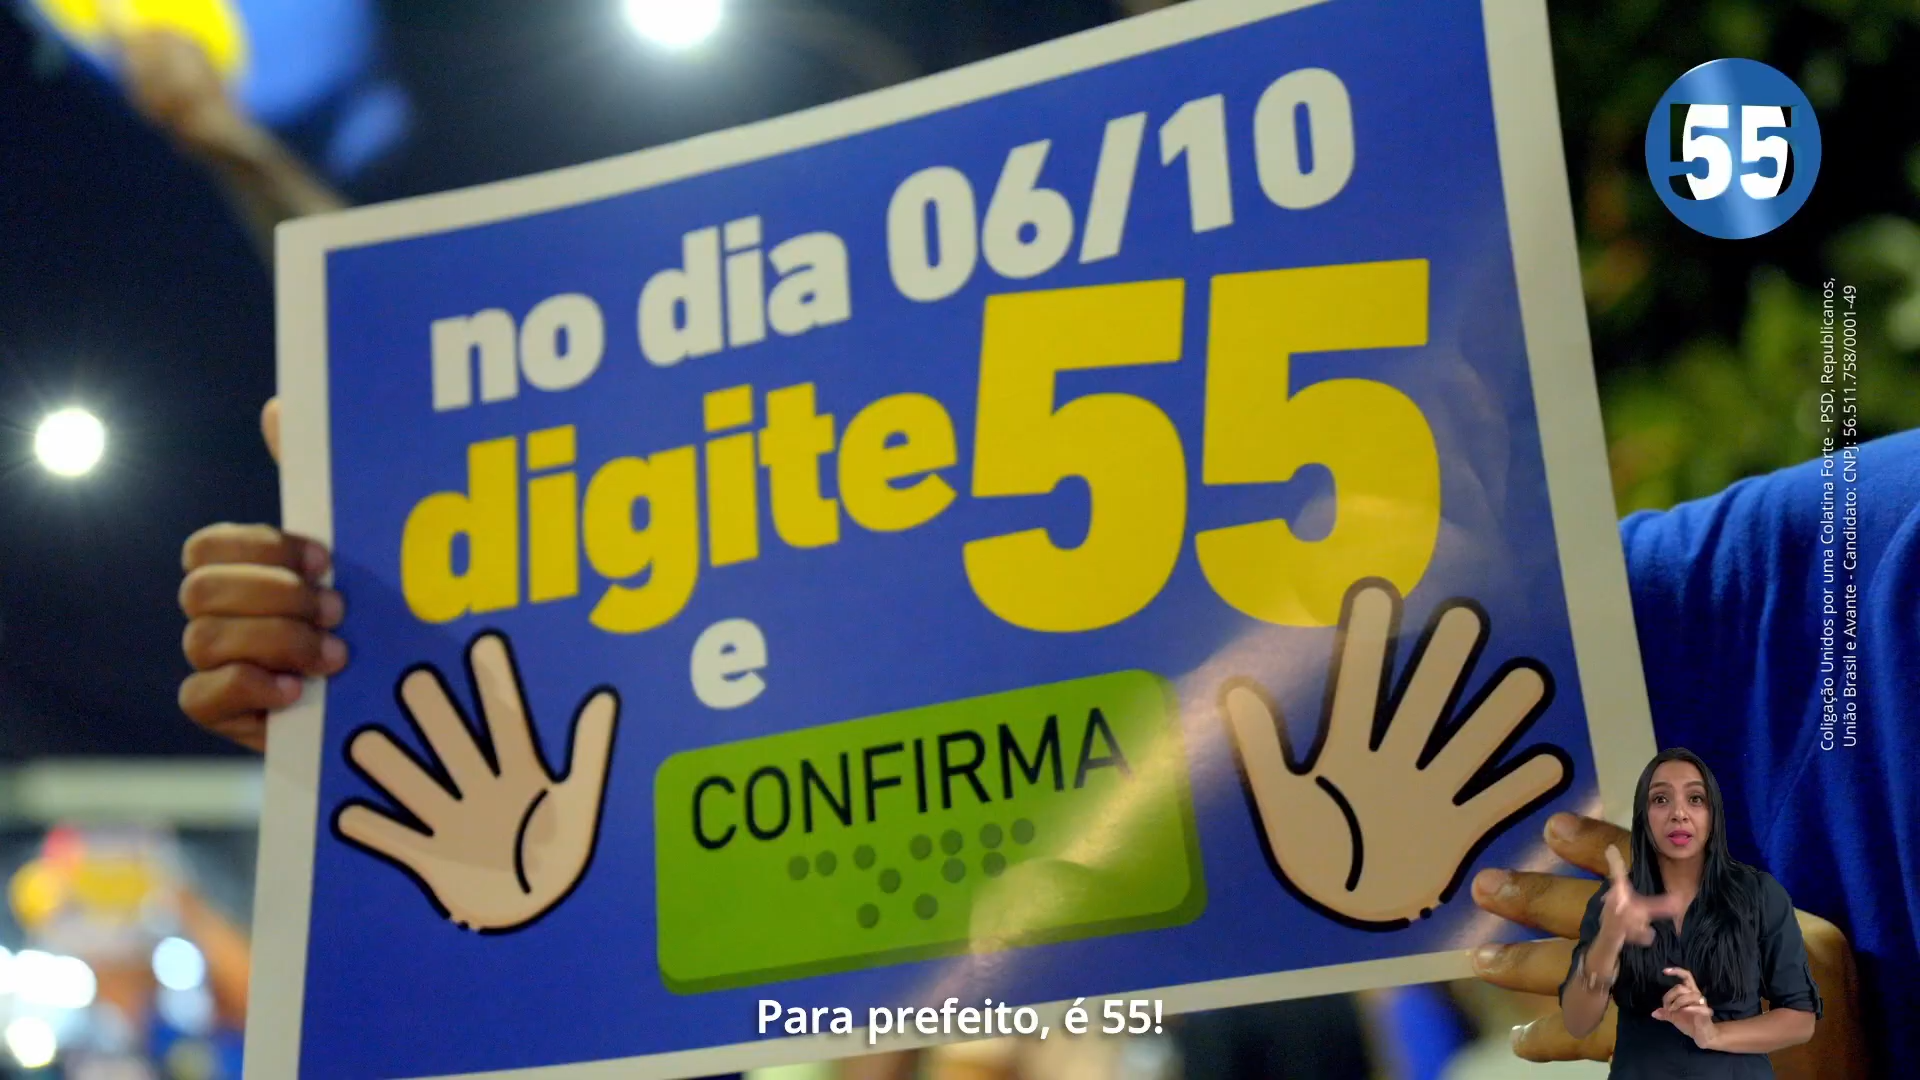 no dia 06/10
digite 55
e
CONFIRMA
55
Coligação Unidos por uma Colatina Forte - PSD, Republicanos,
União Brasil e Avante - Candidato: CNPJ: 56.511.758/0001-49
Para prefeito, é 55!